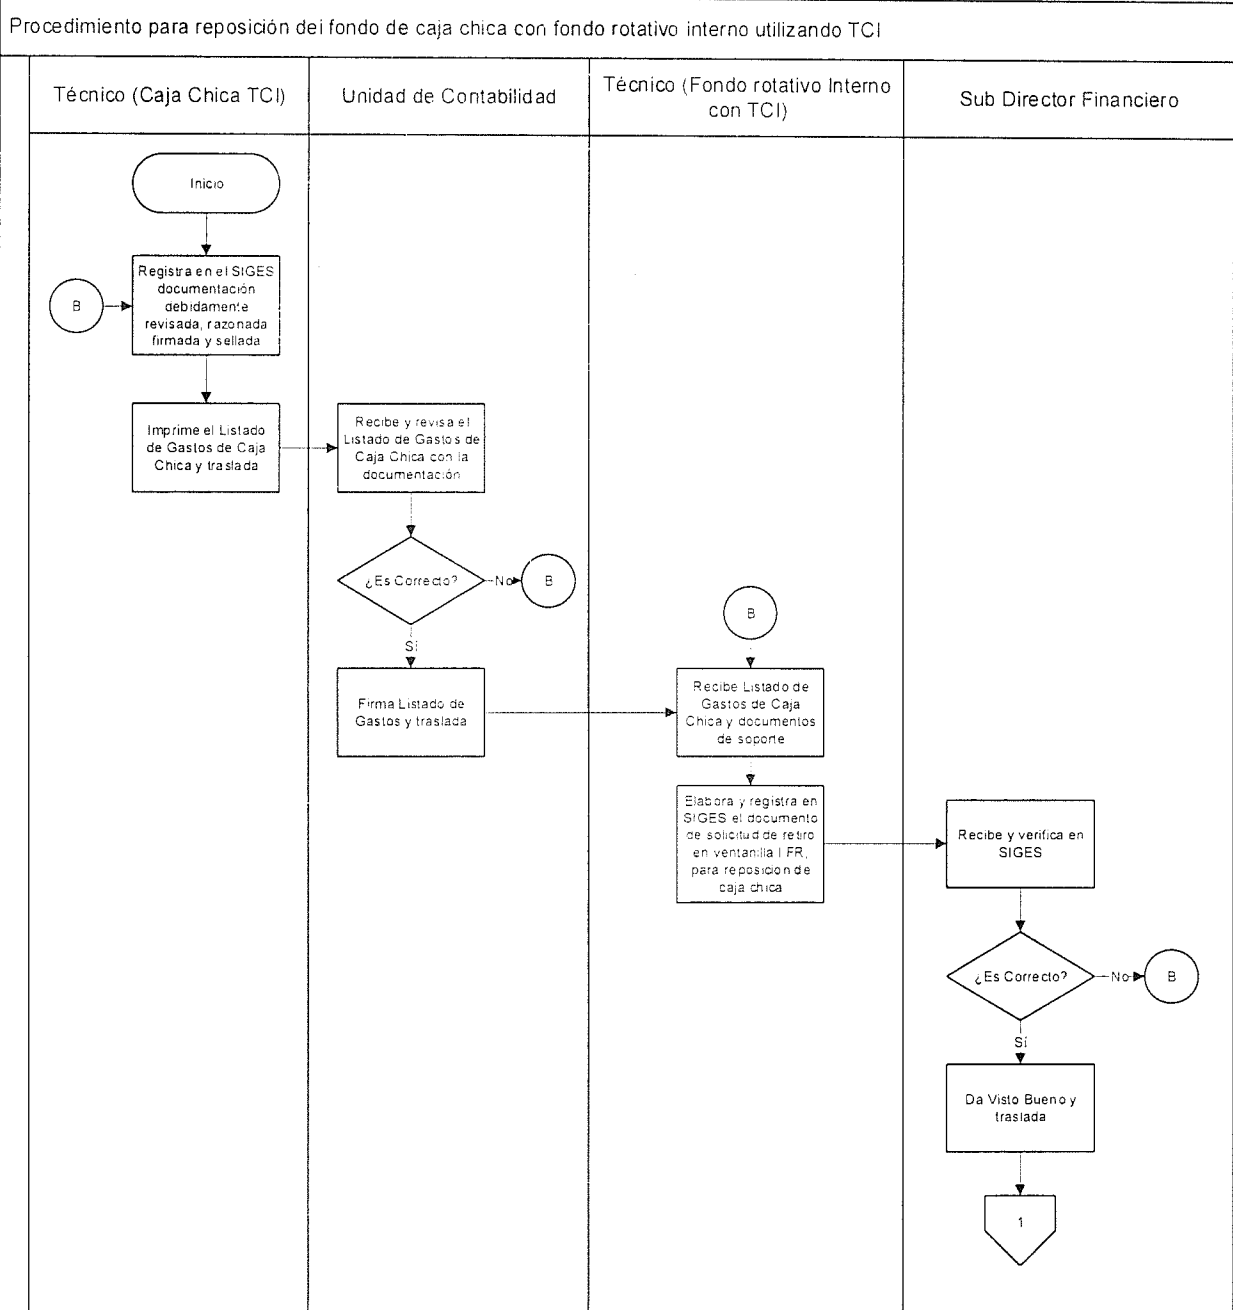 Procedimiento para reposición del fondo de caja chica con fondo rotativo interno utilizando TCI
Técnico (Caja Chica TCI)
Unidad de Contabilidad
Técnico (Fondo rotativo Interno
con TCI)
Sub Director Financiero
Inicio
B
Registra en el SIGES
documentación
debidamente
revisada, razonada
firmada y sellada
Imprime el Listado
de Gastos de Caja
Chica y traslada
Recibe y revisa el
Listado de Gastos de
Caja Chica con la
documentación
¿Es Correcto?
No
B
Sí
Firma Listado de
Gastos y traslada
B
Recibe Listado de
Gastos de Caja
Chica y documentos
de soporte
Elabora y registra en
SIGES el documento
de solicitud de retiro
en ventanilla I FR,
para reposición de
caja chica
Recibe y verifica en
SIGES
¿Es Correcto?
No
B
Sí
Da Visto Bueno y
traslada
1